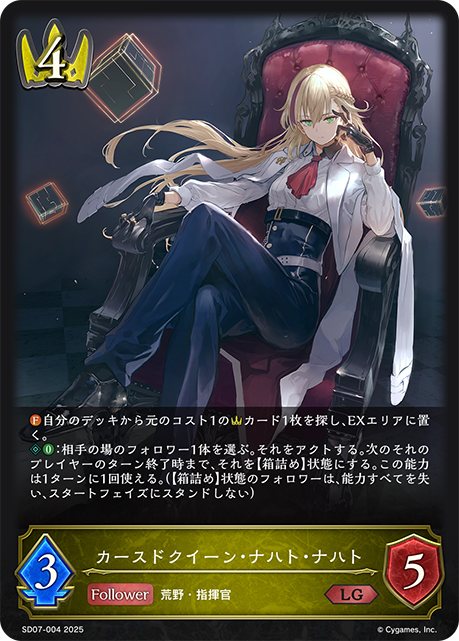 4
F自分のデッキから元のコスト1のカード1枚を探し、EXエリアに置
く。
0:相手の場のフォロワー1体を選ぶ。それをアクトする。次のそれの
プレイヤーのターン終了時まで、それを【箱詰め】状態にする。この能力
は1ターンに1回使える。(【箱詰め】状態のフォロワーは、能力すべてを失
い、スタートフェイズにスタンドしない)
カースドクイーン・ナハト・ナハト
3
Follower 荒野・指揮官
LG
5
SD07-004 2025
© Cygames, Inc.